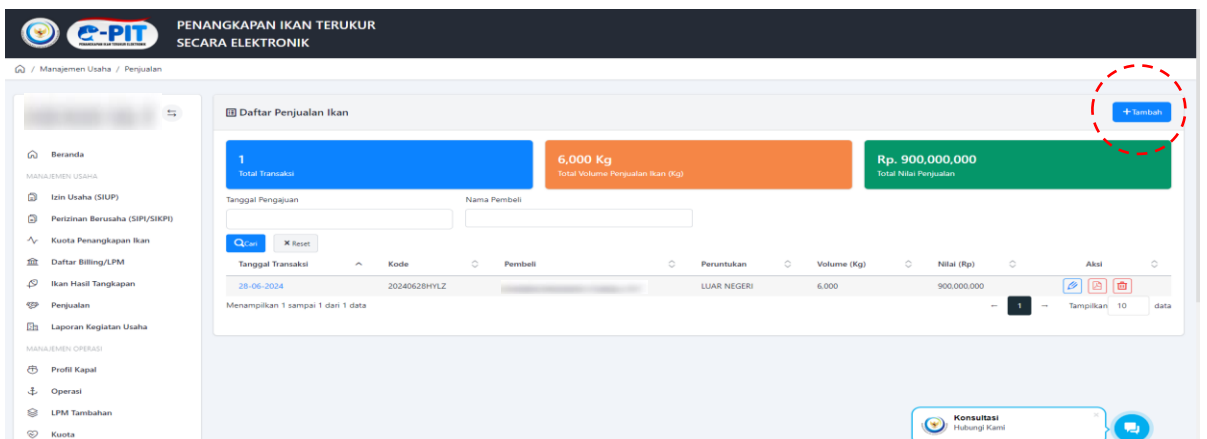 e-PIT
PENANGKAPAN IKAN TERUKUR
SECARA ELEKTRONIK
PENANGKAPAN IKAN TERUKUR ELEKTRONIK
/ Manajemen Usaha / Penjualan
Daftar Penjualan Ikan
+Tambah
Beranda
MANAJEMEN USAHA
Izin Usaha (SIUP)
Perizinan Berusaha (SIPI/SIKPI)
Kuota Penangkapan Ikan
Daftar Billing/LPM
Ikan Hasil Tangkapan
Penjualan
Laporan Kegiatan Usaha
MANAJEMEN OPERASI
Profil Kapal
Operasi
LPM Tambahan
Kuota
1
Total Transaksi
6,000 Kg
Total Volume Penjualan Ikan (Kg)
Rp. 900,000,000
Total Nilai Penjualan
Tanggal Pengajuan Nama Pembeli
Cari × Reset
Tanggal Transaksi Kode Pembeli Peruntukan Volume (Kg) Nilai (Rp) Aksi
28-06-2024 20240628HYLZ LUAR NEGERI 6.000 900.000.000
Menampilkan 1 sampai 1 dari 1 data
← 1 → Tampilkan 10 data
Konsultasi ×
Hubungi Kami